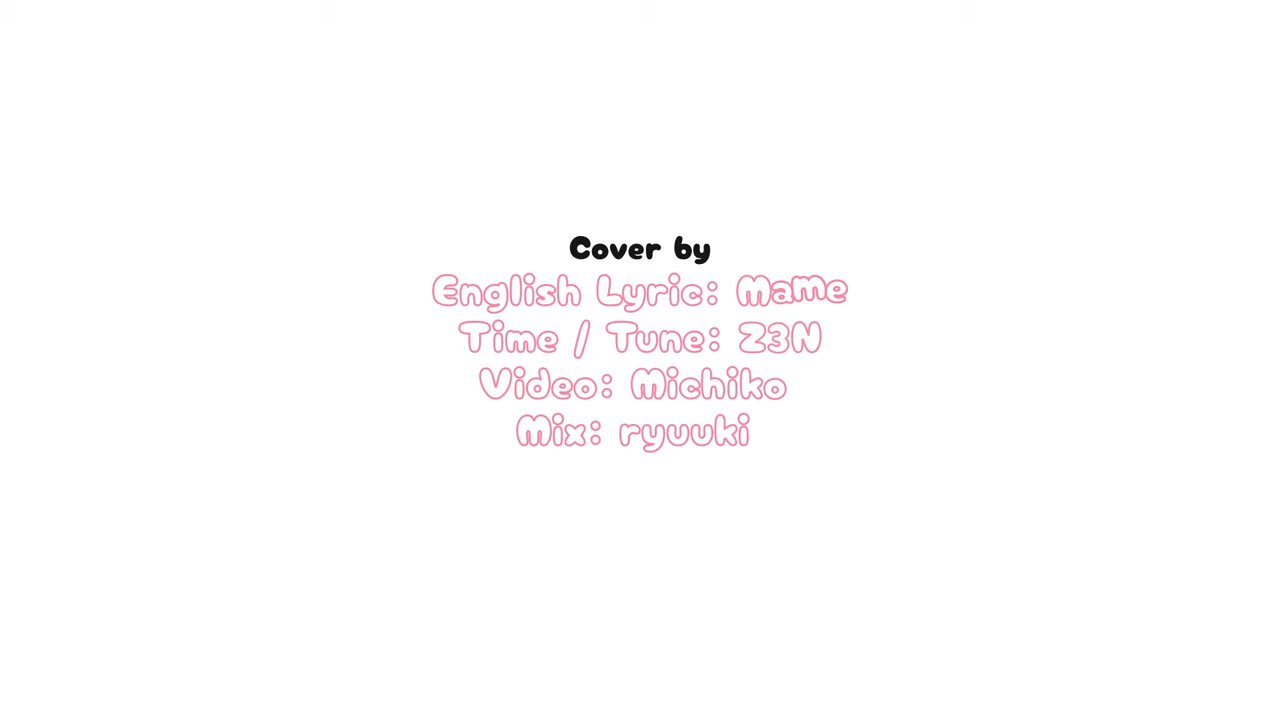 Cover by
English Lyric: Mame
Time / Tune: Z3N
Video: Michiko
Mix: ryuuki